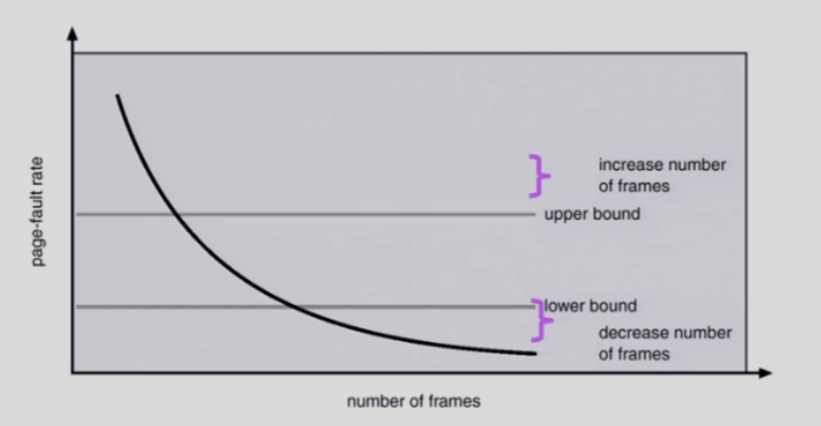 page-fault rate
increase number
of frames
upper bound
lower bound
decrease number
of frames
number of frames